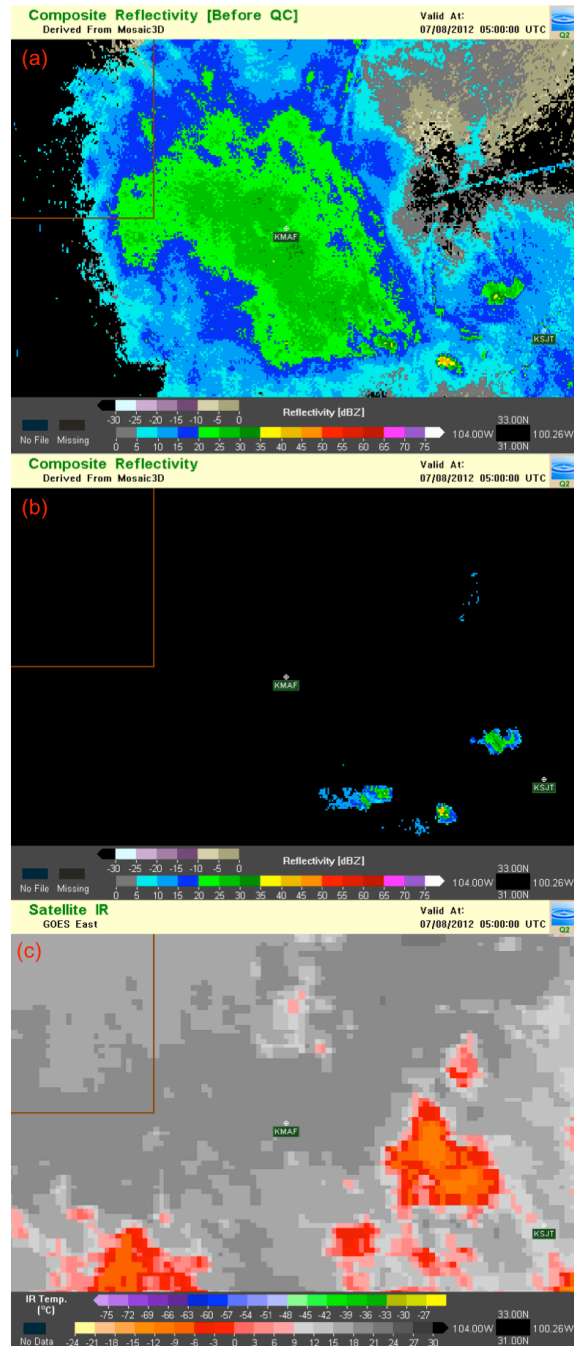 Composite Reflectivity [Before QC]
Derived From Mosaic3D
Valid At:
07/08/2012 05:00:00 UTC
Q2
(a)
KMAF
KSJT
No File
Missing
-30 -25 -20 -15 -10 -5 0
Reflectivity [dBZ]
0 5 10 15 20 25 30 35 40 45 50 55 60 65 70 75
33.00N
104.00W
100.26W
31.00N
Composite Reflectivity
Derived From Mosaic3D
Valid At:
07/08/2012 05:00:00 UTC
Q2
(b)
KMAF
KSJT
No File
Missing
-30 -25 -20 -15 -10 -5 0
Reflectivity [dBZ]
0 5 10 15 20 25 30 35 40 45 50 55 60 65 70 75
33.00N
104.00W
100.26W
31.00N
Satellite IR
GOES East
Valid At:
07/08/2012 05:00:00 UTC
Q2
(c)
KMAF
KSJT
IR Temp.
[°C]
No Data
-75 -72 -69 -66 -63 -60 -57 -54 -51 -48 -45 -42 -39 -36 -33 -30 -27
-24 -21 -18 -15 -12 -9 -6 -3 0 3 6 9 12 15 18 21 24 27 30
33.00N
104.00W
100.26W
31.00N